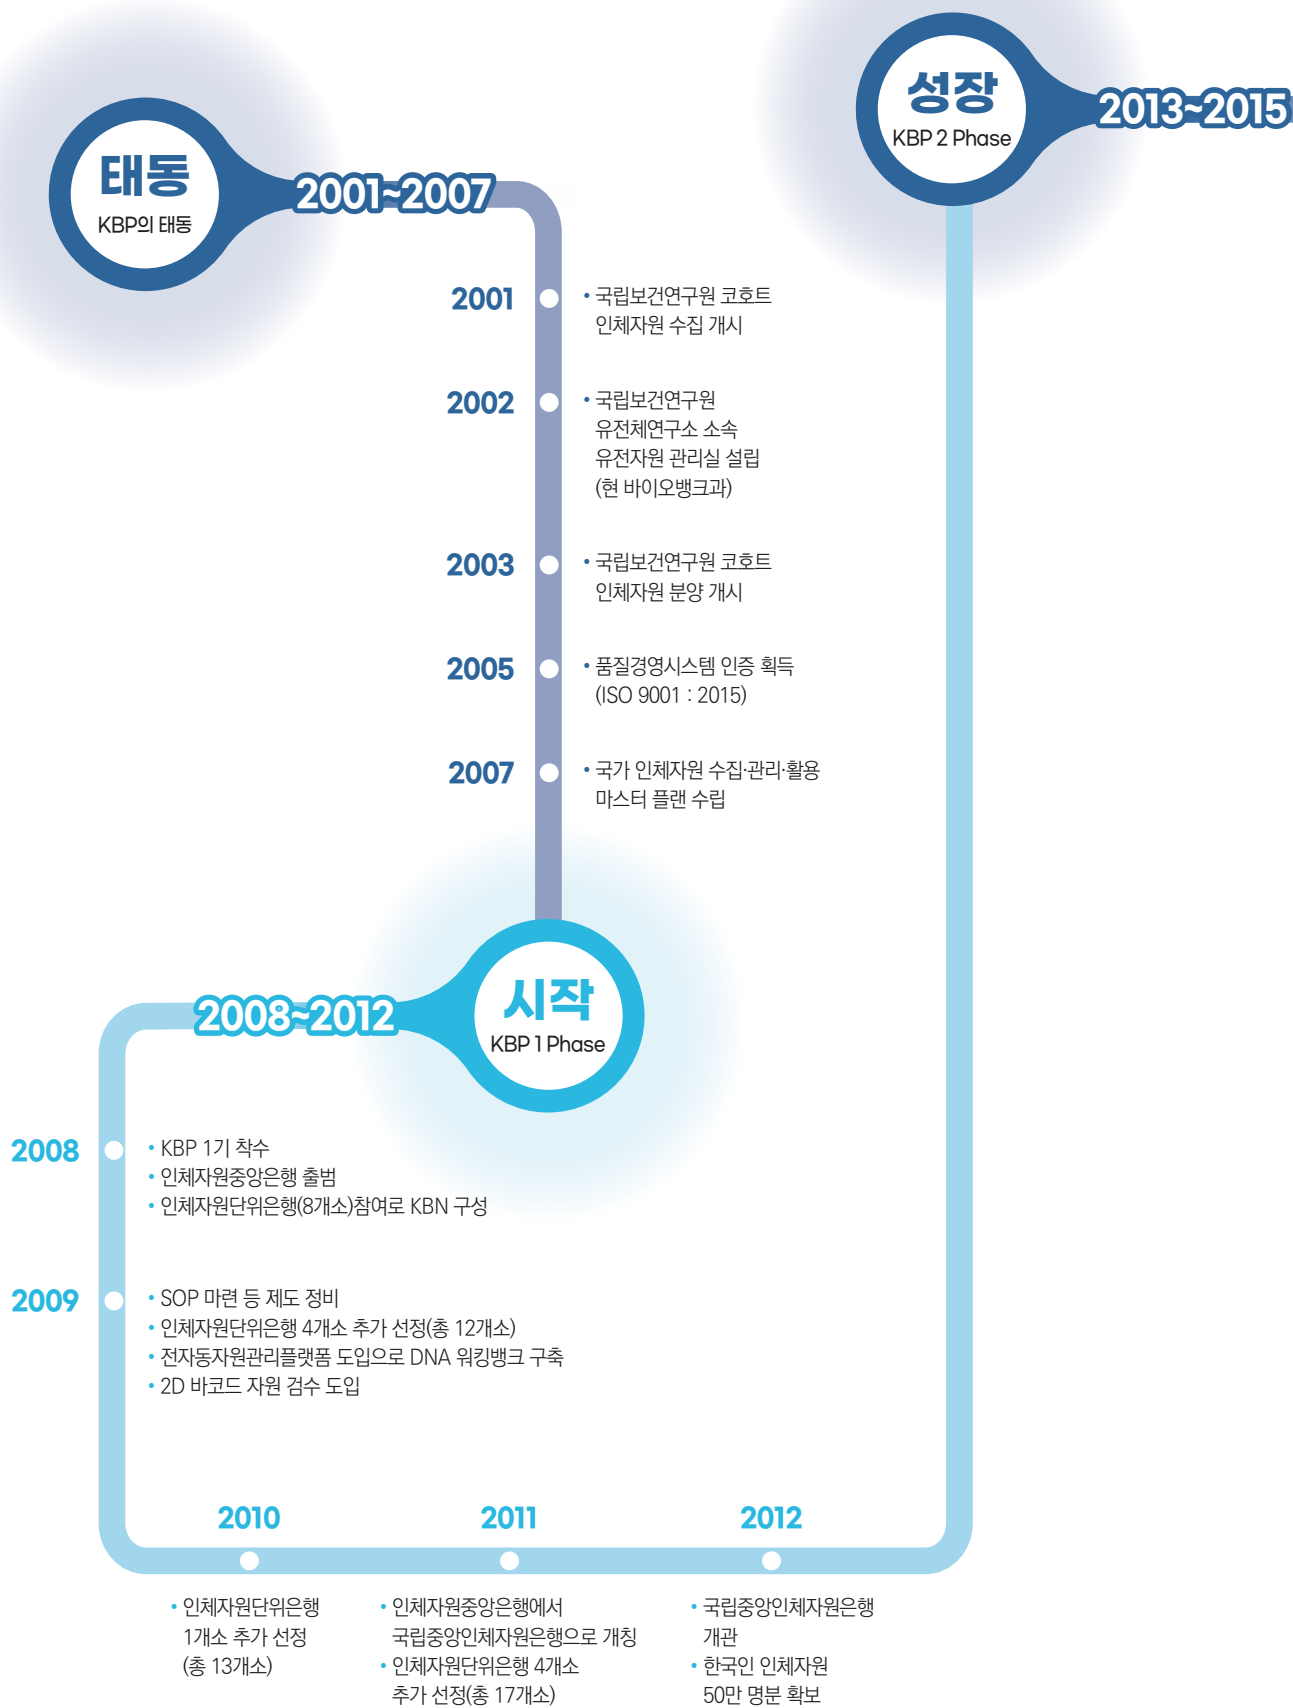 태동
KBP의 태동
2001~2007
2001
• 국립보건연구원 코호트
인체자원 수집 개시
2002
• 국립보건연구원
유전체연구소 소속
유전자원 관리실 설립
(현 바이오뱅크과)
2003
• 국립보건연구원 코호트
인체자원 분양 개시
2005
• 품질경영시스템 인증 획득
(ISO 9001 : 2015)
2007
• 국가 인체자원 수집·관리·활용
마스터 플랜 수립
시작
KBP 1 Phase
2008~2012
2008
• KBP 1기 착수
• 인체자원중앙은행 출범
• 인체자원단위은행(8개소)참여로 KBN 구성
2009
• SOP 마련 등 제도 정비
• 인체자원단위은행 4개소 추가 선정(총 12개소)
• 전자동자원관리플랫폼 도입으로 DNA 워킹뱅크 구축
• 2D 바코드 자원 검수 도입
2010
• 인체자원단위은행
1개소 추가 선정
(총 13개소)
2011
• 인체자원중앙은행에서
국립중앙인체자원은행으로 개칭
• 인체자원단위은행 4개소
추가 선정(총 17개소)
2012
• 국립중앙인체자원은행
개관
• 한국인 인체자원
50만 명분 확보
성장
KBP 2 Phase
2013~2015